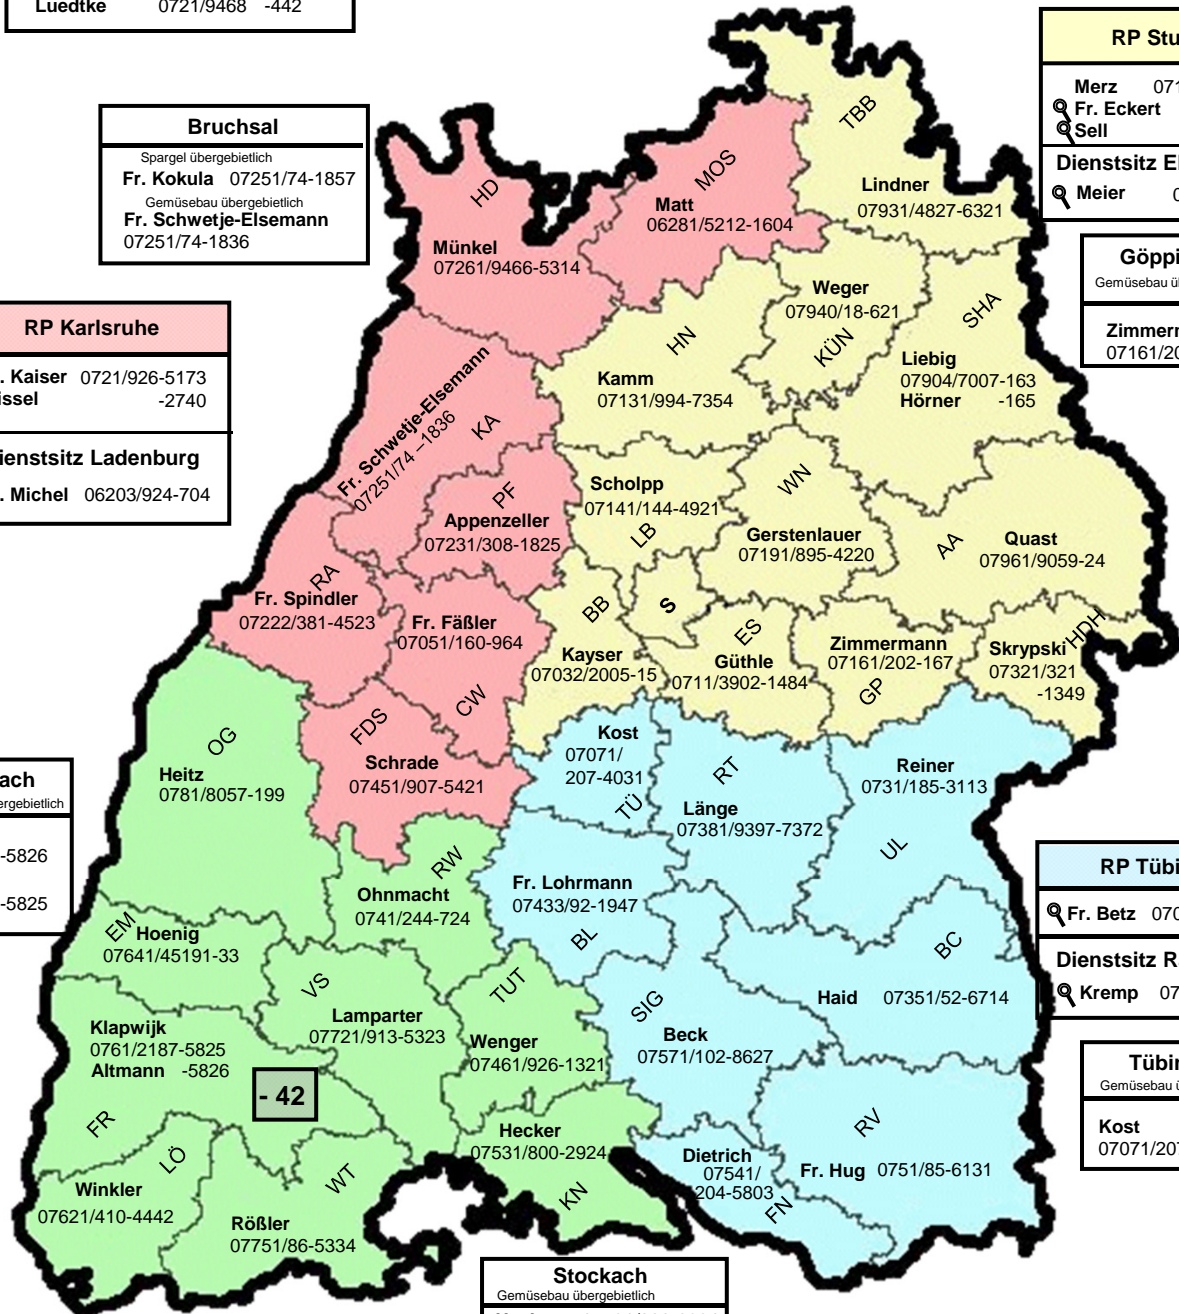 Luedtke 0721/9468 -442
Bruchsal
Spargel übergebietlich
Fr. Kokula 07251/74-1857
Gemüsebau übergebietlich
Fr. Schwetje-Elsemann
07251/74-1836
RP Karlsruhe
. Kaiser 0721/926-5173
issel -2740
ienstsitz Ladenburg
. Michel 06203/924-704
RP Stu
Merz 071
Fr. Eckert
Sell
Dienstsitz El
Meier 0
Göppi
Gemüsebau ü
Zimmerm
07161/20
TBB
Lindner
07931/4827-6321
MOS
Matt
06281/5212-1604
HD
Münkel
07261/9466-5314
Weger
07940/18-621
KÜN
SHA
Liebig
07904/7007-163
Hörner -165
HN
Kamm
07131/994-7354
Fr. Schwetje-Elsemann
07251/74 –1836
KA
PF
Appenzeller
07231/308-1825
Scholpp
07141/144-4921
LB
WN
Gerstenlauer
07191/895-4220
AA
Quast
07961/9059-24
RA
Fr. Spindler
07222/381-4523
Fr. Fäßler
07051/160-964
CW
BB
Kayser
07032/2005-15
S
ES
Güthle
0711/3902-1484
Zimmermann
07161/202-167
GP
HDH
Skrypski
07321/321
-1349
OG
Heitz
0781/8057-199
FDS
Schrade
07451/907-5421
Kost
07071/
207-4031
TÜ
RT
Länge
07381/9397-7372
Reiner
0731/185-3113
UL
ach
ergebietlich
-5826
-5825
RW
Ohnmacht
0741/244-724
Fr. Lohrmann
07433/92-1947
BL
RP Tübi
Fr. Betz 070
Dienstsitz R
Kremp 07
EM
Hoenig
07641/45191-33
VS
Lamparter
07721/913-5323
TUT
Wenger
07461/926-1321
SIG
Beck
07571/102-8627
BC
Haid 07351/52-6714
Klapwijk
0761/2187-5825
Altmann -5826
- 42
FR
LÖ
Winkler
07621/410-4442
WT
Rößler
07751/86-5334
Hecker
07531/800-2924
KN
Dietrich
07541/
204-5803
FN
RV
Fr. Hug 0751/85-6131
Tübin
Gemüsebau ü
Kost
07071/207
Stockach
Gemüsebau übergebietlich